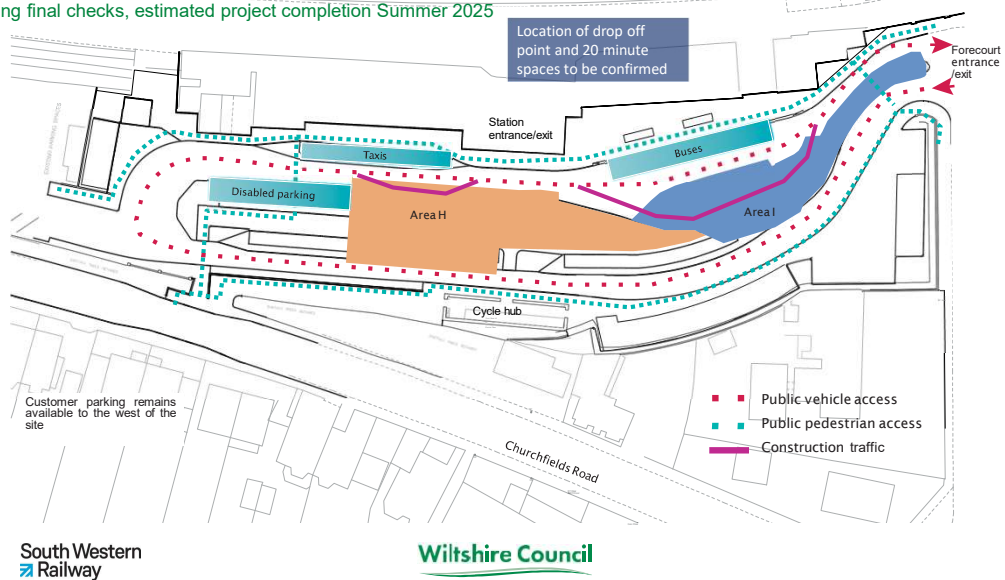 ng final checks, estimated project completion Summer 2025
Location of drop off
point and 20 minute
spaces to be confirmed
Forecourt
entrance
/exit
Station
entrance/exit
EXISTING PARKING SPACES
Taxis
Buses
Disabled parking
Area H
Area I
Cycle hub
Customer parking remains
available to the west of the
site
Churchfields Road
Public vehicle access
Public pedestrian access
Construction traffic
South Western
Railway
Wiltshire Council